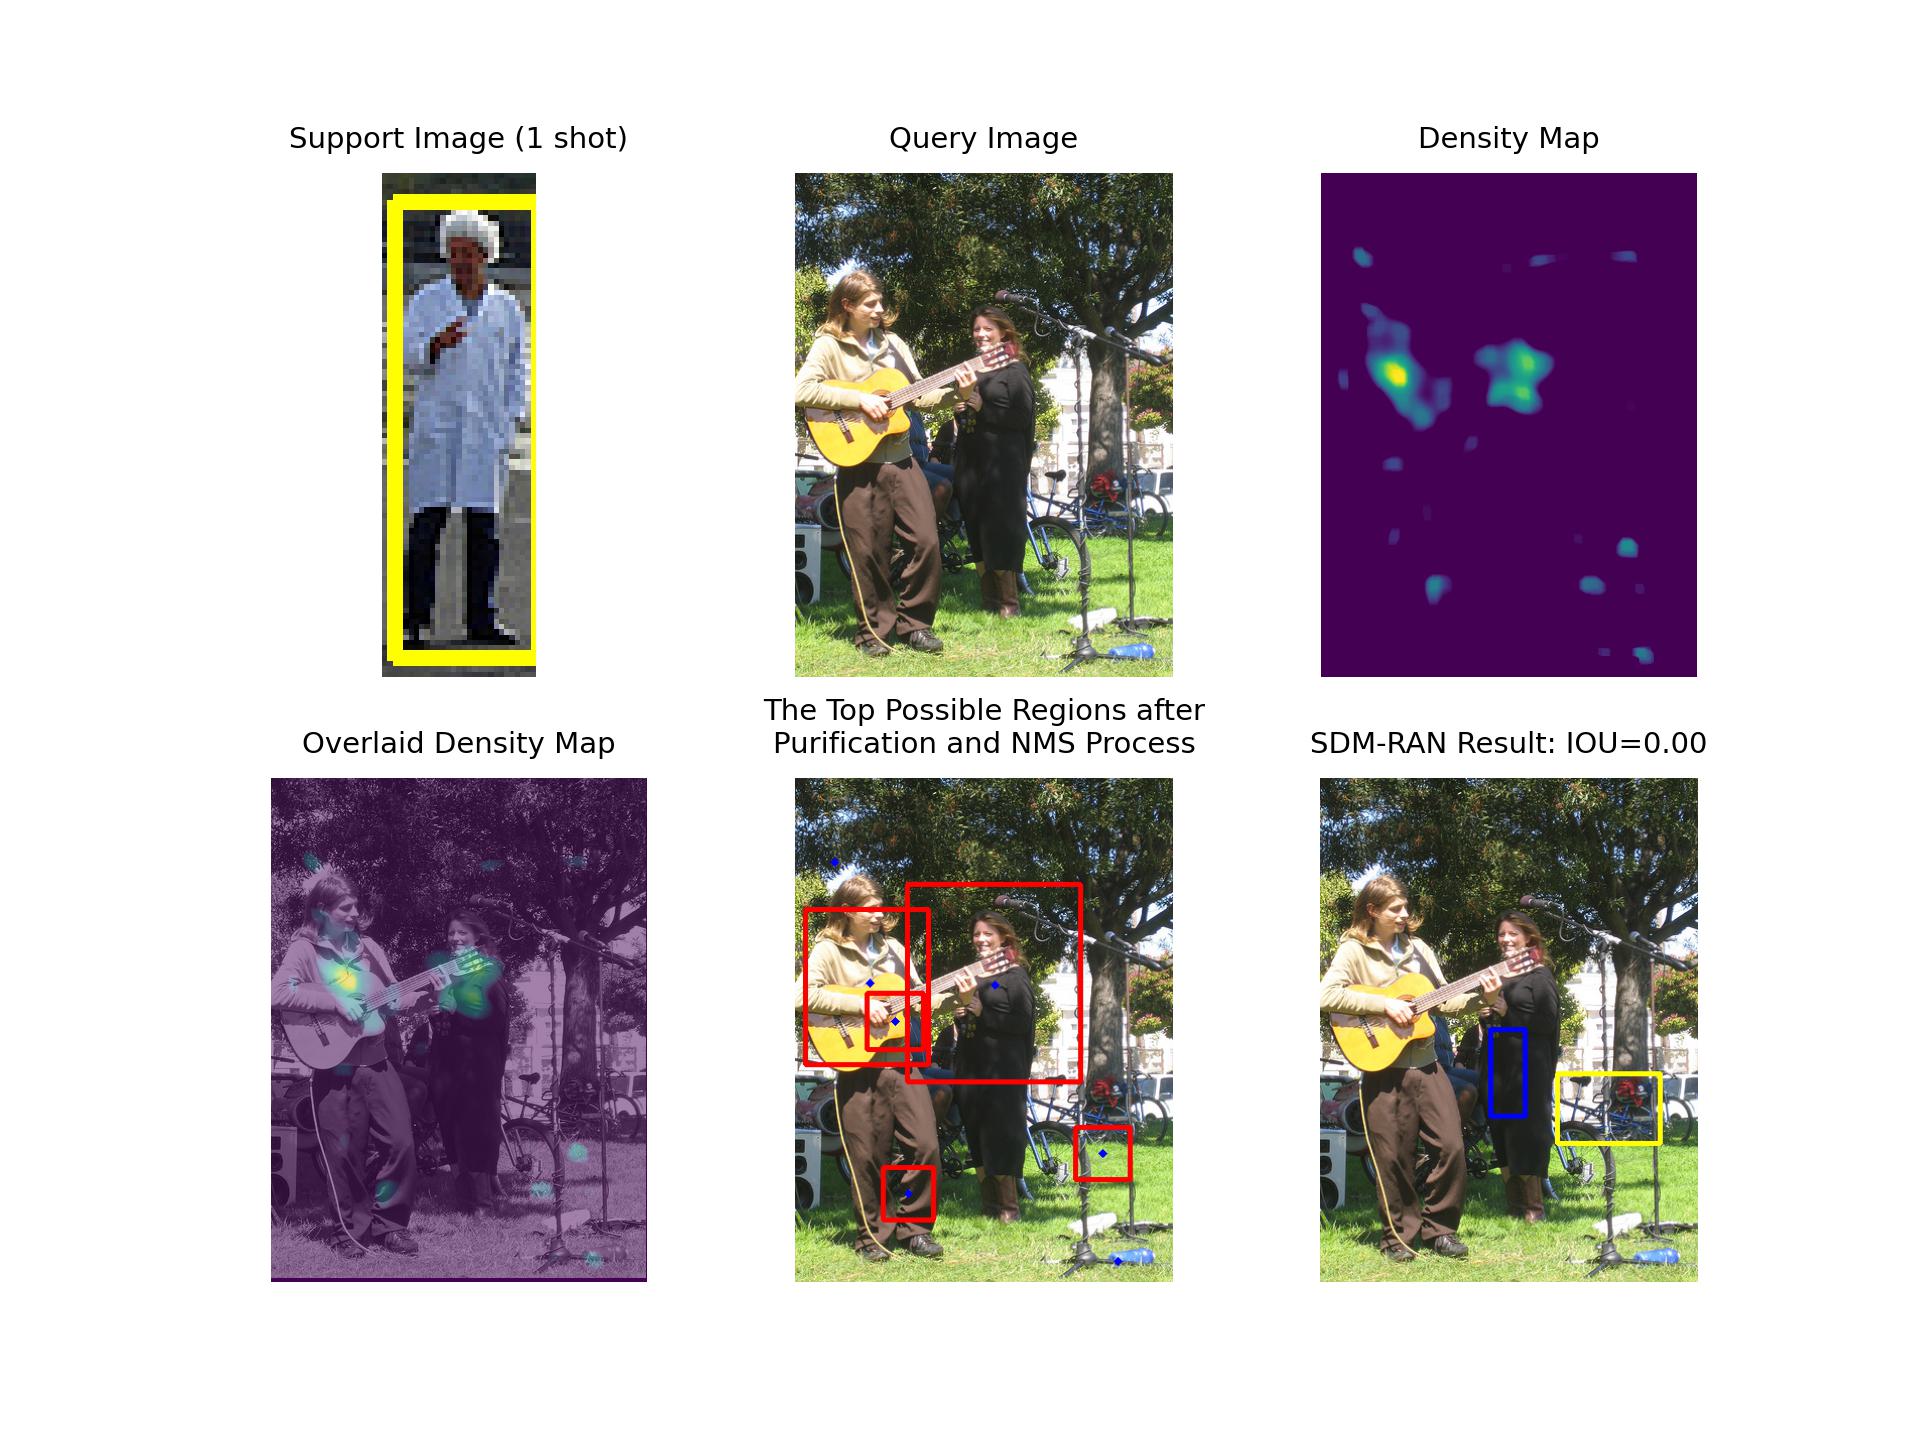 Support Image (1 shot)
Query Image
Density Map
Overlaid Density Map
The Top Possible Regions after
Purification and NMS Process
SDM-RAN Result: IOU=0.00